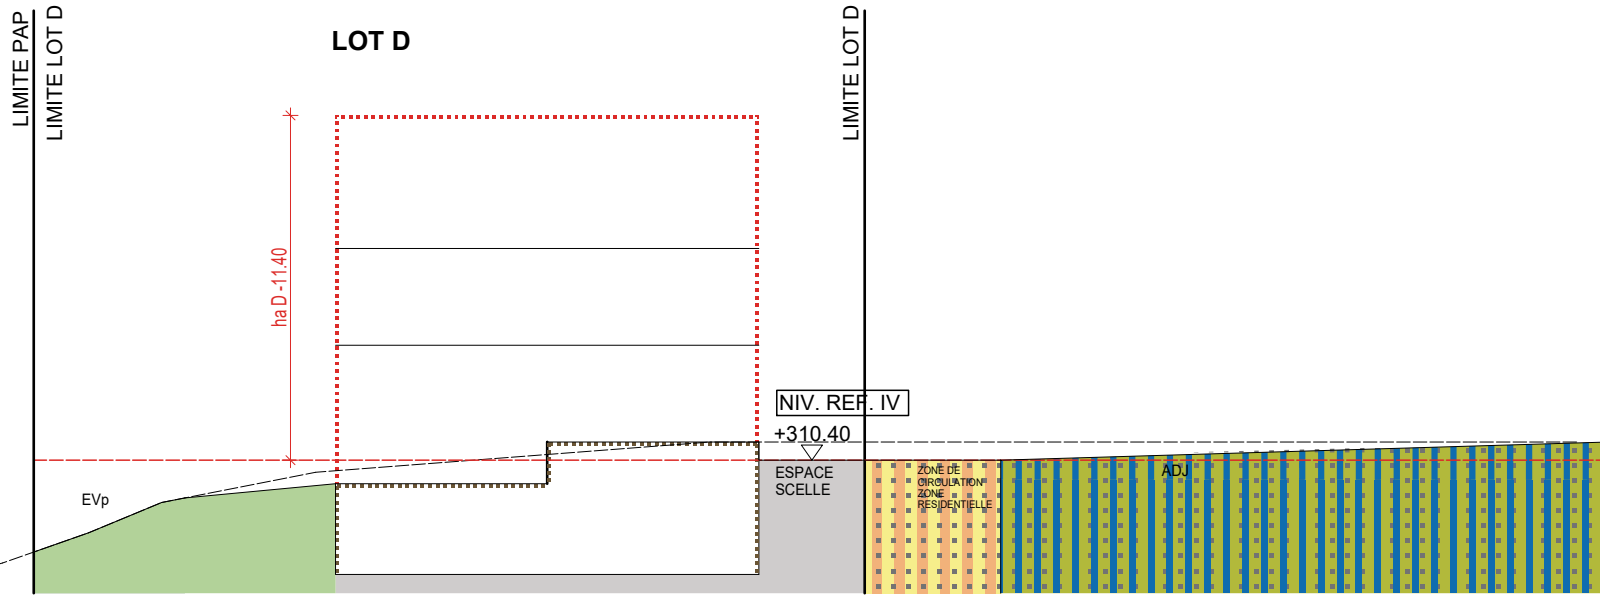 LIMITE PAP
LIMITE LOT D
LOT D
LIMITE LOT D
ha D -11.40
NIV. REF. IV
+310.40
ESPACE
SCELLE
ZONE DE
CIRCULATION
ZONE
RESIDENTIELLE
ADJ
EVp